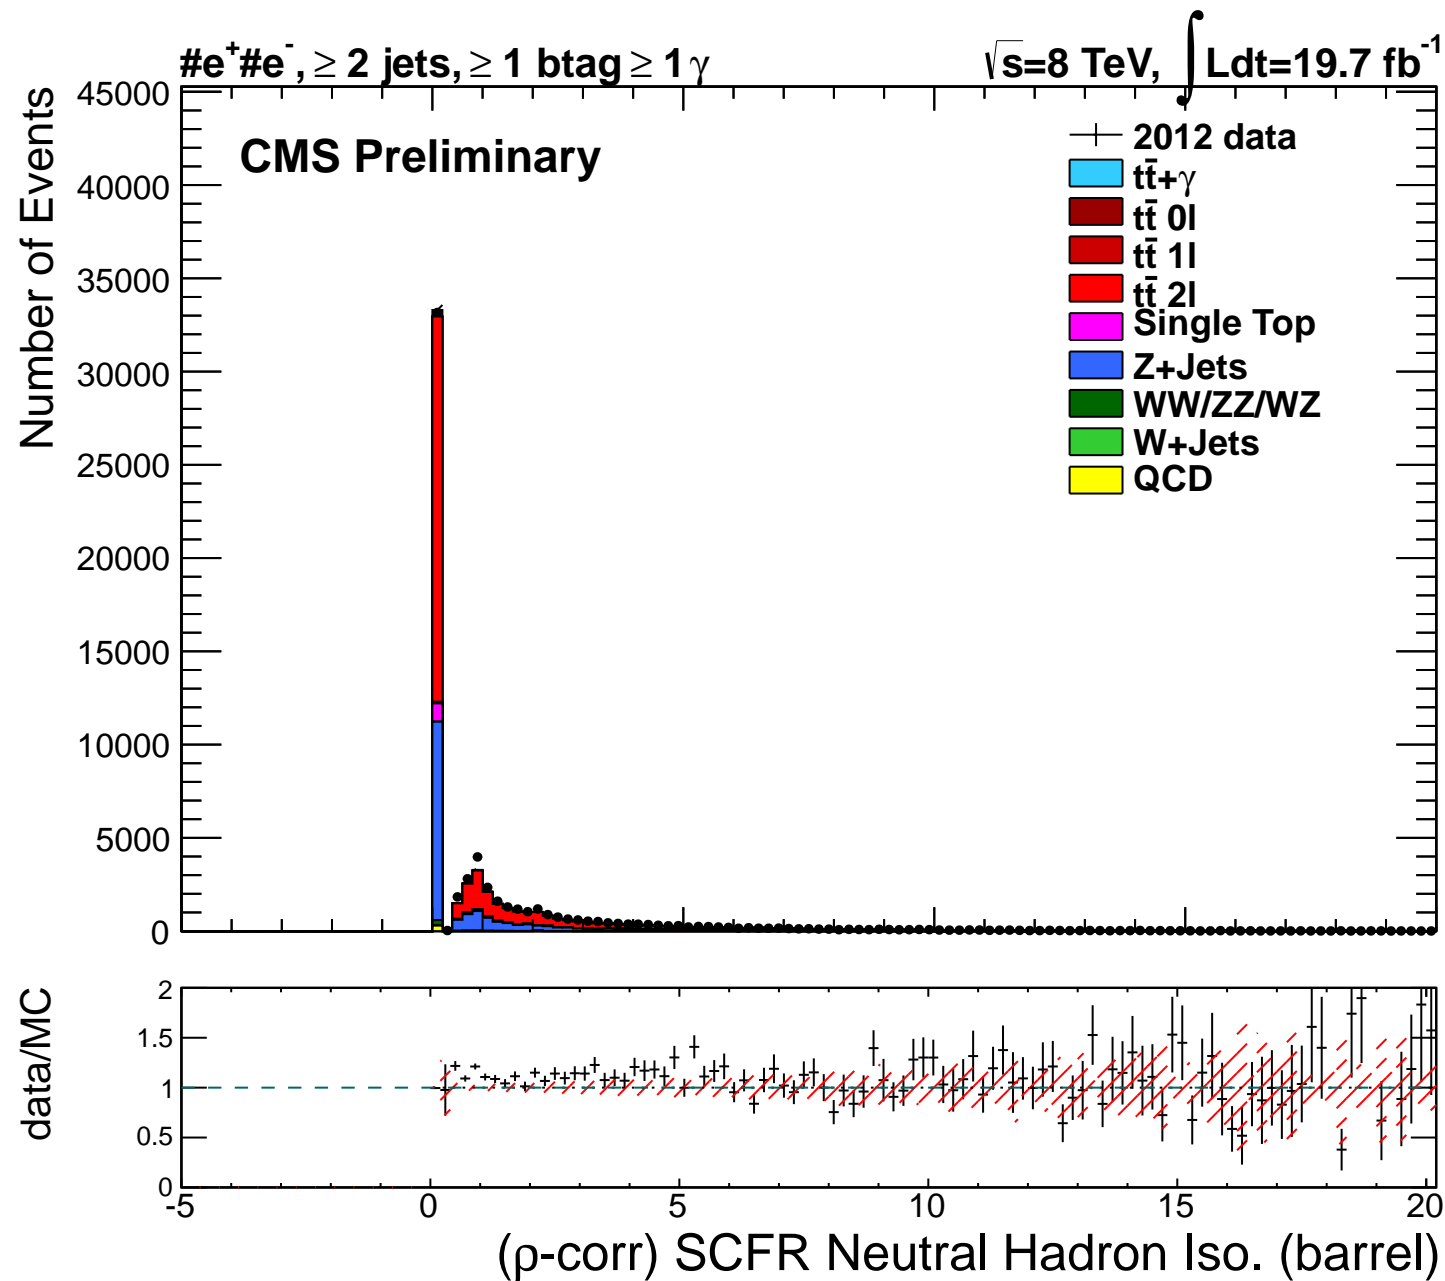 #e⁺#e⁻, ≥ 2 jets, ≥ 1 btag ≥ 1 γ
√s=8 TeV, ∫Ldt=19.7 fb⁻¹
CMS Preliminary
2012 data
tt̄+γ
tt̄ 0l
tt̄ 1l
tt̄ 2l
Single Top
Z+Jets
WW/ZZ/WZ
W+Jets
QCD
Number of Events
45000
40000
35000
30000
25000
20000
15000
10000
5000
0
data/MC
2
1.5
1
0.5
0
-5 0 5 10 15 20
(ρ-corr) SCFR Neutral Hadron Iso. (barrel)